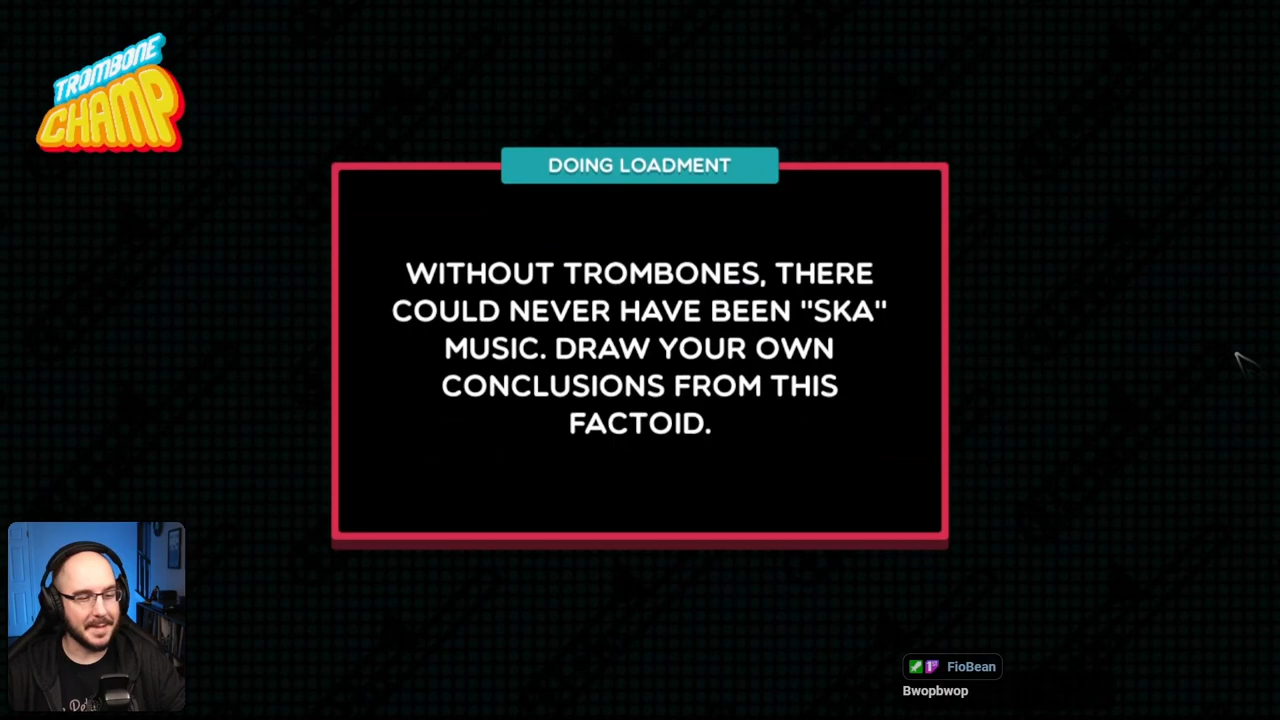 TROMBONE
CHAMP
DOING LOADMENT
WITHOUT TROMBONES, THERE
COULD NEVER HAVE BEEN "SKA"
MUSIC. DRAW YOUR OWN
CONCLUSIONS FROM THIS
FACTOID.
FioBean
Bwopbwop